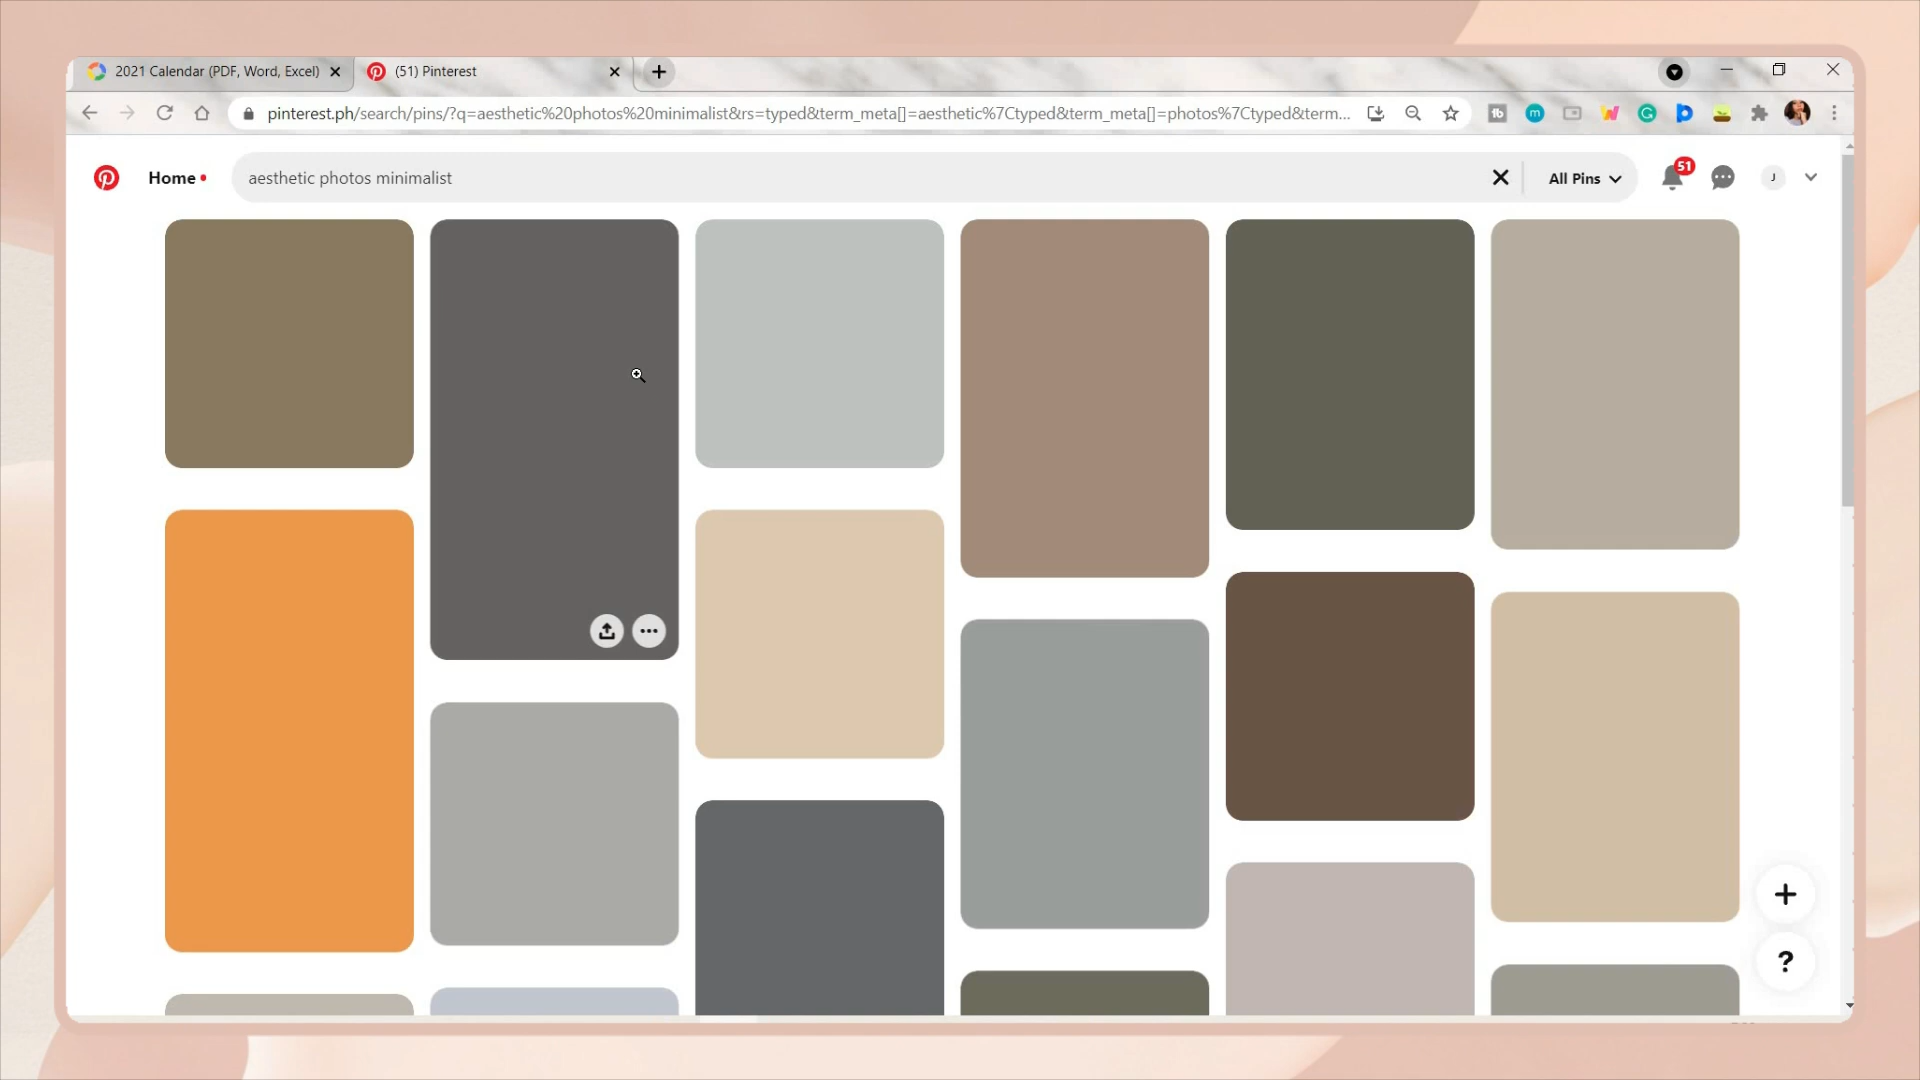 2021 Calendar (PDF, Word, Excel)
(51) Pinterest
pinterest.ph/search/pins/?q=aesthetic%20photos%20minimalist&rs=typed&term_meta[]=aesthetic%7Ctyped&term_meta[]=photos%7Ctyped&term...
Home
aesthetic photos minimalist
All Pins
51
J